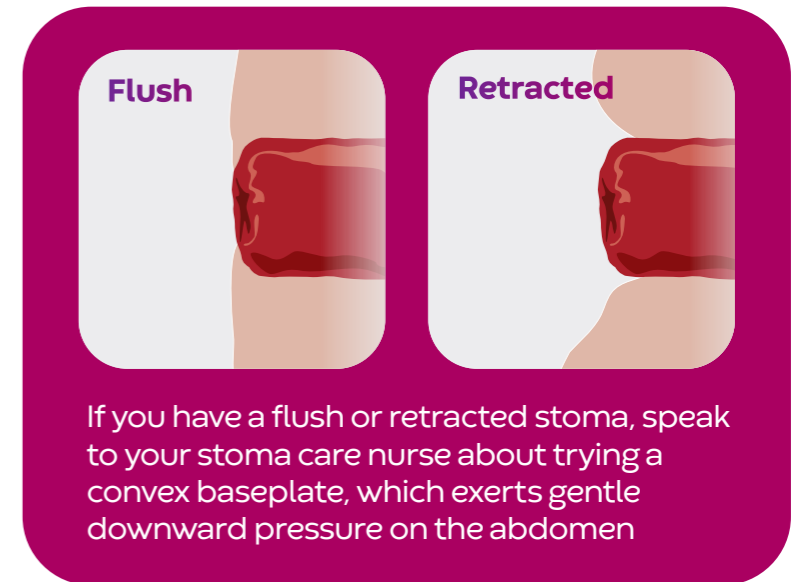 Flush
Retracted
If you have a flush or retracted stoma, speak
to your stoma care nurse about trying a
convex baseplate, which exerts gentle
downward pressure on the abdomen